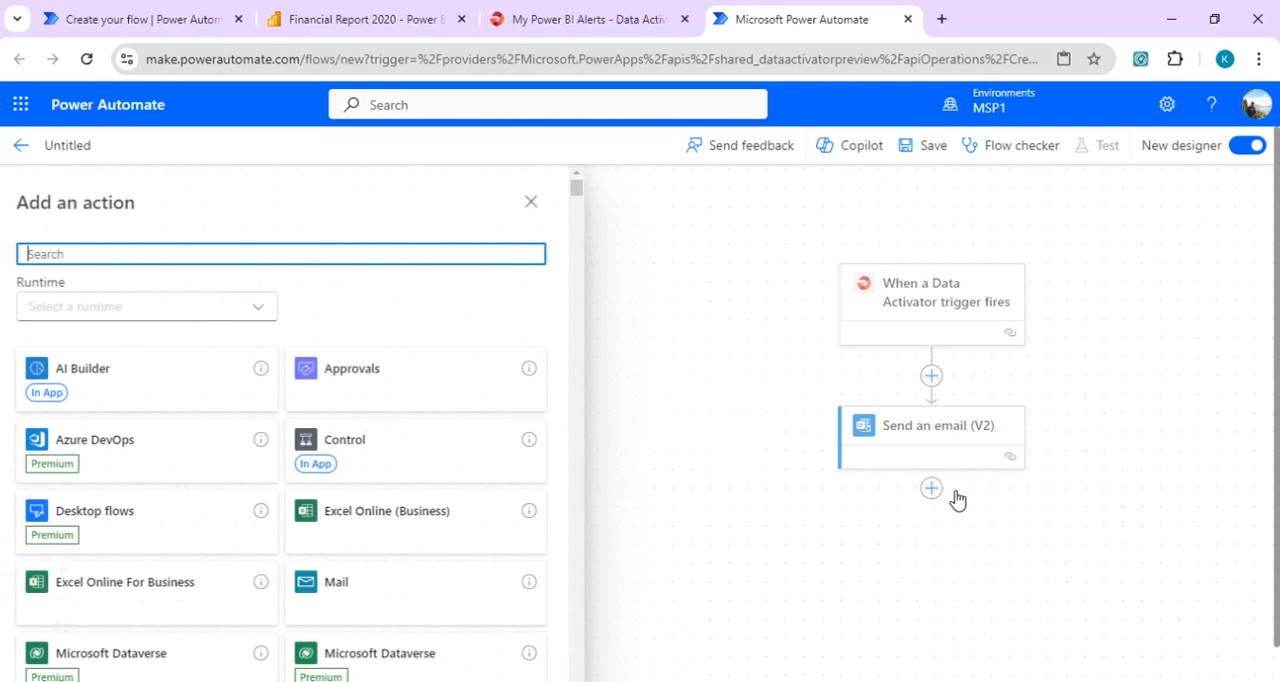 Create your flow | Power Autom
Financial Report 2020 - Power B
My Power BI Alerts - Data Activ
Microsoft Power Automate
make.powerautomate.com/flows/new?trigger=%2Fproviders%2FMicrosoft.PowerApps%2Fapis%2Fshared_dataactivatorpreview%2FapiOperations%2FCre...
K
Power Automate
Search
Environments
MSP1
Untitled
Send feedback
Copilot
Save
Flow checker
Test
New designer
Add an action
Search
Runtime
Select a runtime
AI Builder
In App
Approvals
Azure DevOps
Premium
Control
In App
Desktop flows
Premium
Excel Online (Business)
Excel Online For Business
Mail
Microsoft Dataverse
Premium
Microsoft Dataverse
Premium
When a Data
Activator trigger fires
Send an email (V2)